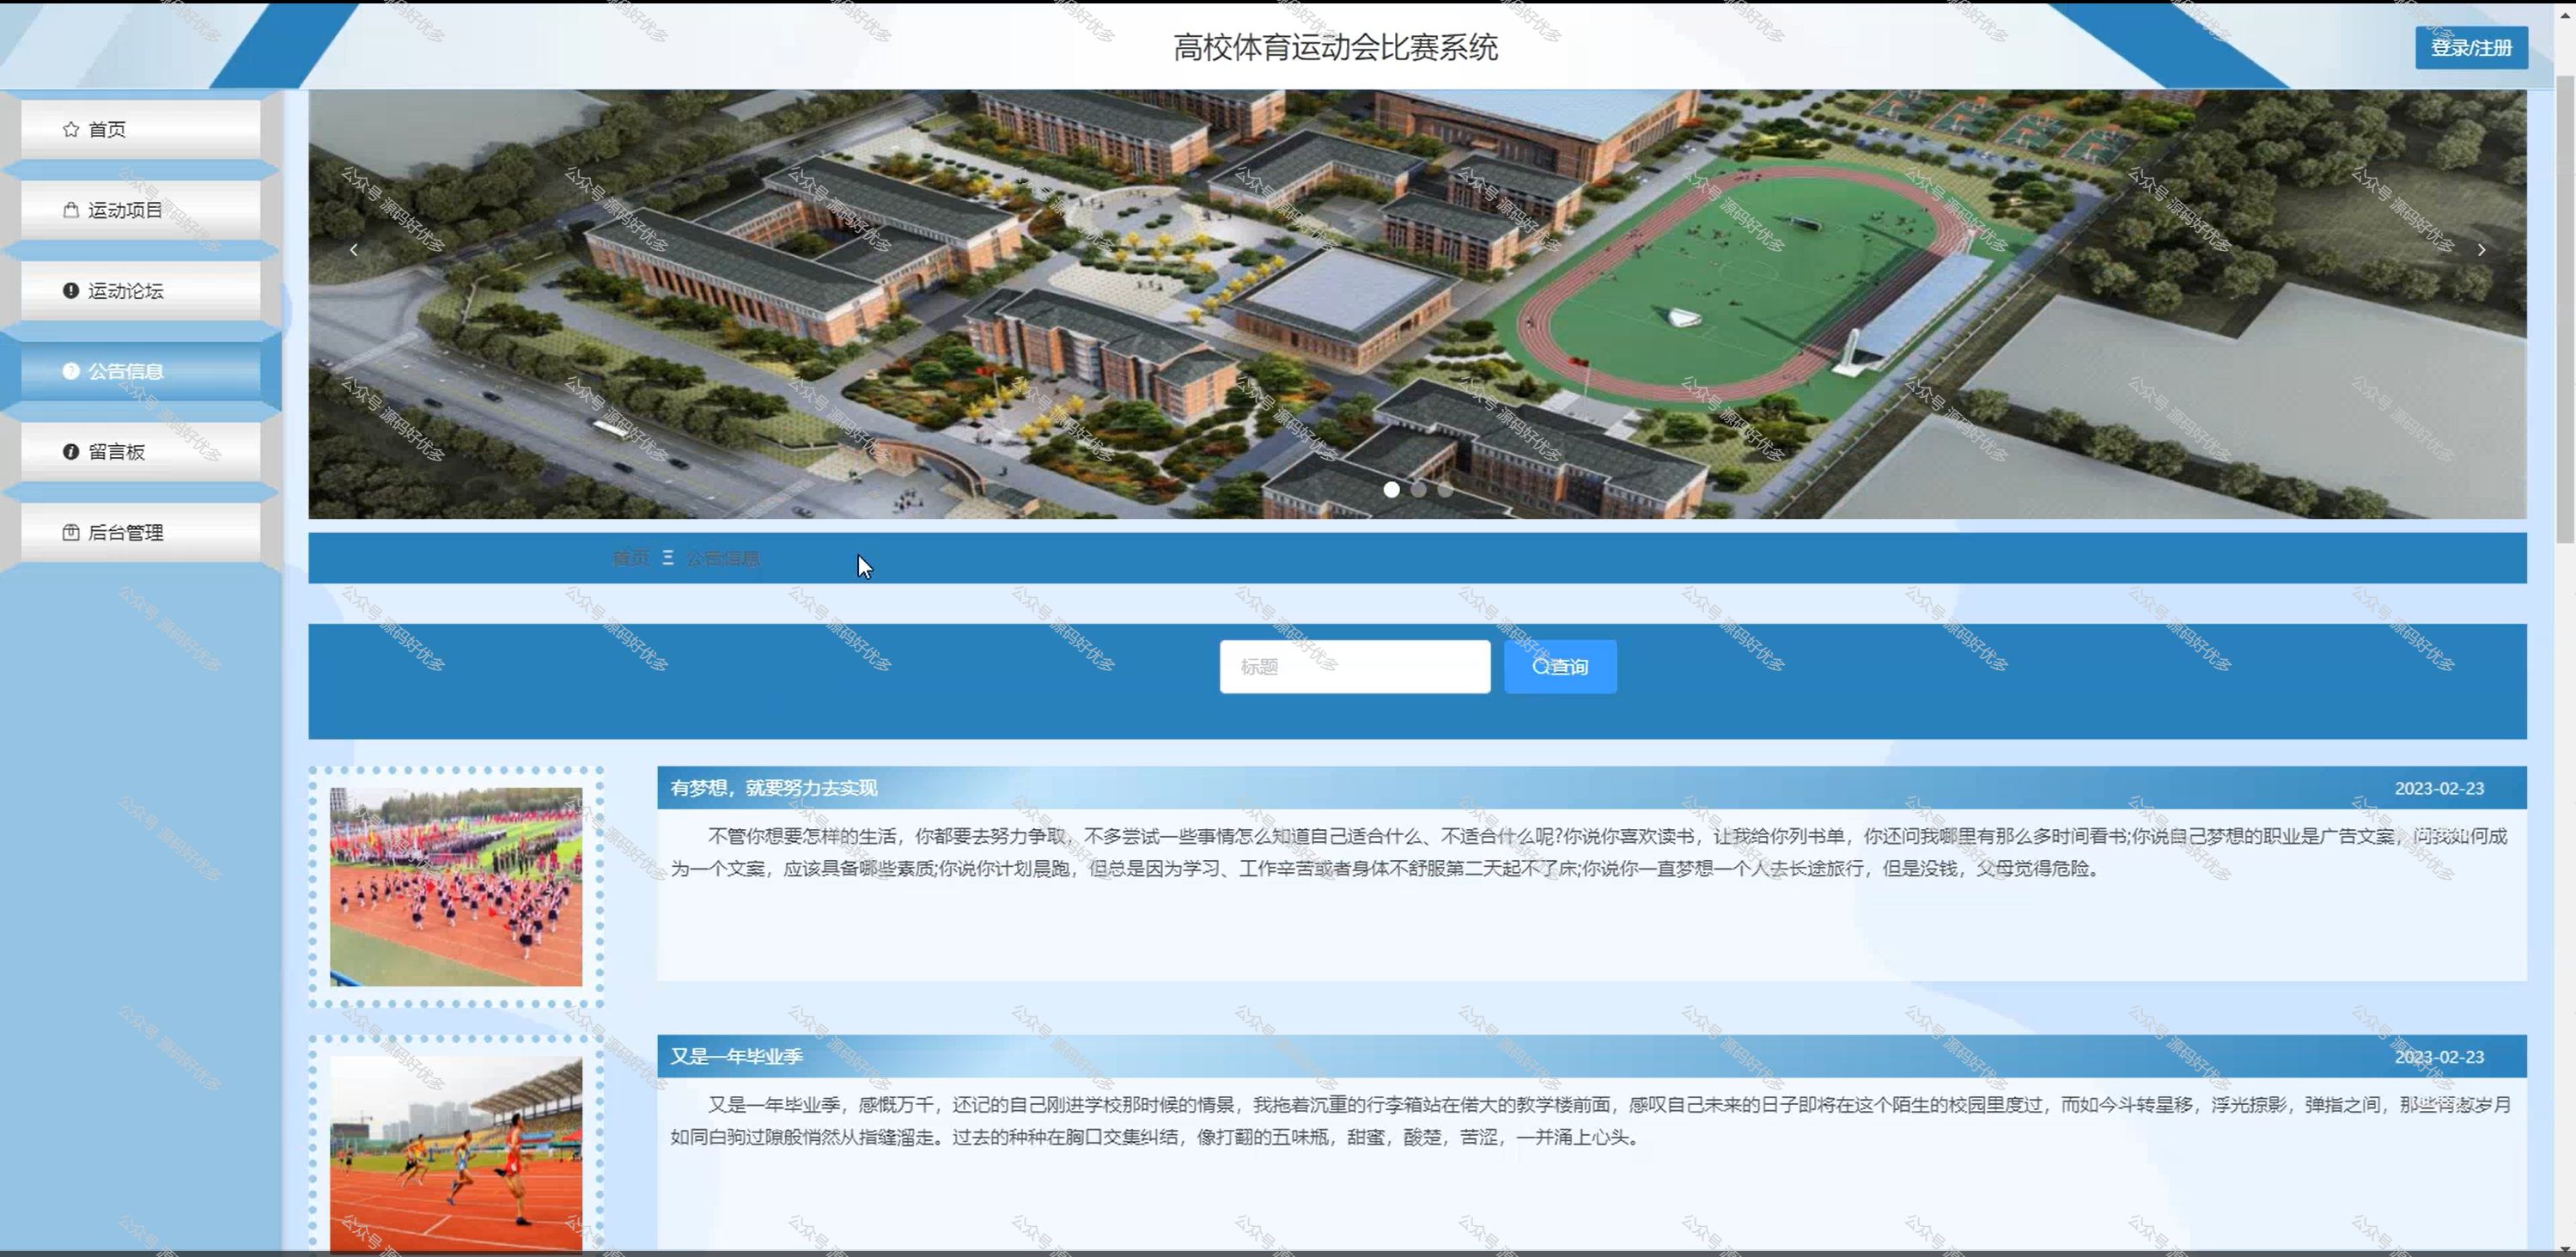 高校体育运动会比赛系统
登录/注册
首页
运动项目
运动论坛
公告信息
留言板
后台管理
首页 Ξ 公告信息
标题
查询
有梦想，就要努力去实现
2023-02-23
不管你想要怎样的生活，你都要去努力争取，不多尝试一些事情怎么知道自己适合什么、不适合什么呢?你说你喜欢读书，让我给你列书单，你还问我哪里有那么多时间看书;你说自己梦想的职业是广告文案，问我如何成
为一个文案，应该具备哪些素质;你说你计划晨跑，但总是因为学习、工作辛苦或者身体不舒服第二天起不了床;你说你一直梦想一个人去长途旅行，但是没钱，父母觉得危险。
又是一年毕业季
2023-02-23
又是一年毕业季，感慨万千，还记的自己刚进学校那时候的情景，我拖着沉重的行李箱站在偌大的教学楼前面，感叹自己未来的日子即将在这个陌生的校园里度过，而如今斗转星移，浮光掠影，弹指之间，那些青葱岁月
如同白驹过隙般悄然从指缝溜走。过去的种种在胸口交集纠结，像打翻的五味瓶，甜蜜，酸楚，苦涩，一并涌上心头。
公众号 源码好优多